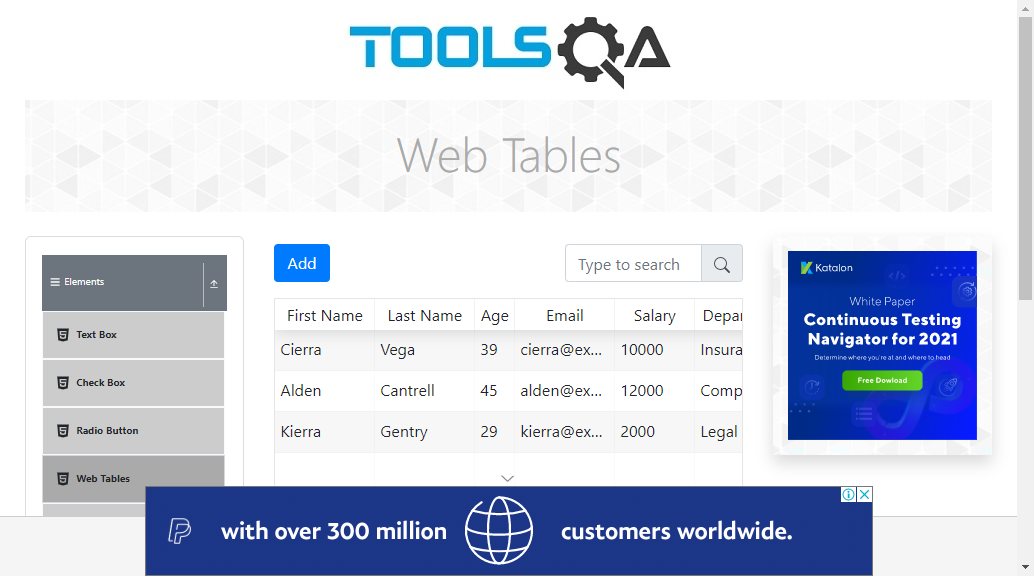 TOOLSQA
Web Tables
Elements
Text Box
Check Box
Radio Button
Web Tables
Add
Type to search
First Name Last Name Age Email Salary Depar
Cierra Vega 39 cierra@ex... 10000 Insura
Alden Cantrell 45 alden@ex... 12000 Comp
Kierra Gentry 29 kierra@ex... 2000 Legal
Katalon
White Paper
Continuous Testing
Navigator for 2021
Determine where you're at and where to head
Free Dowload
with over 300 million customers worldwide.